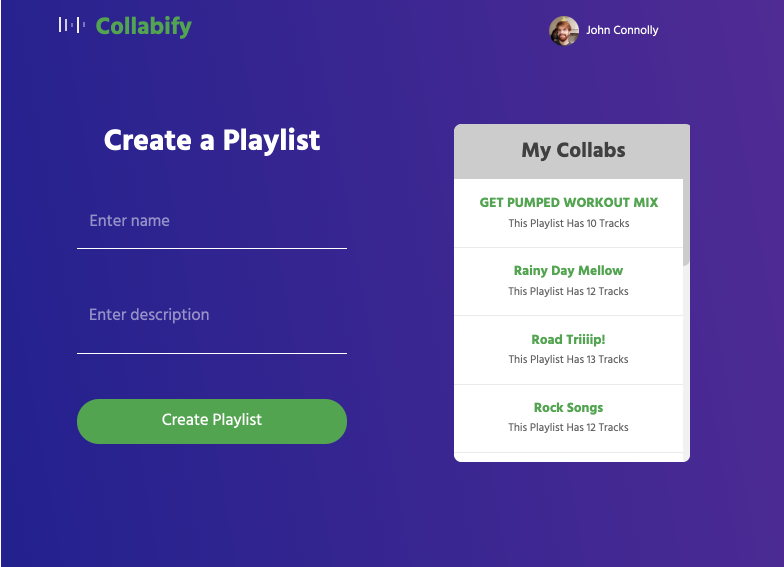 Collabify
John Connolly
Create a Playlist
Enter name
Enter description
Create Playlist
My Collabs
GET PUMPED WORKOUT MIX
This Playlist Has 10 Tracks
Rainy Day Mellow
This Playlist Has 12 Tracks
Road Triiiip!
This Playlist Has 13 Tracks
Rock Songs
This Playlist Has 12 Tracks